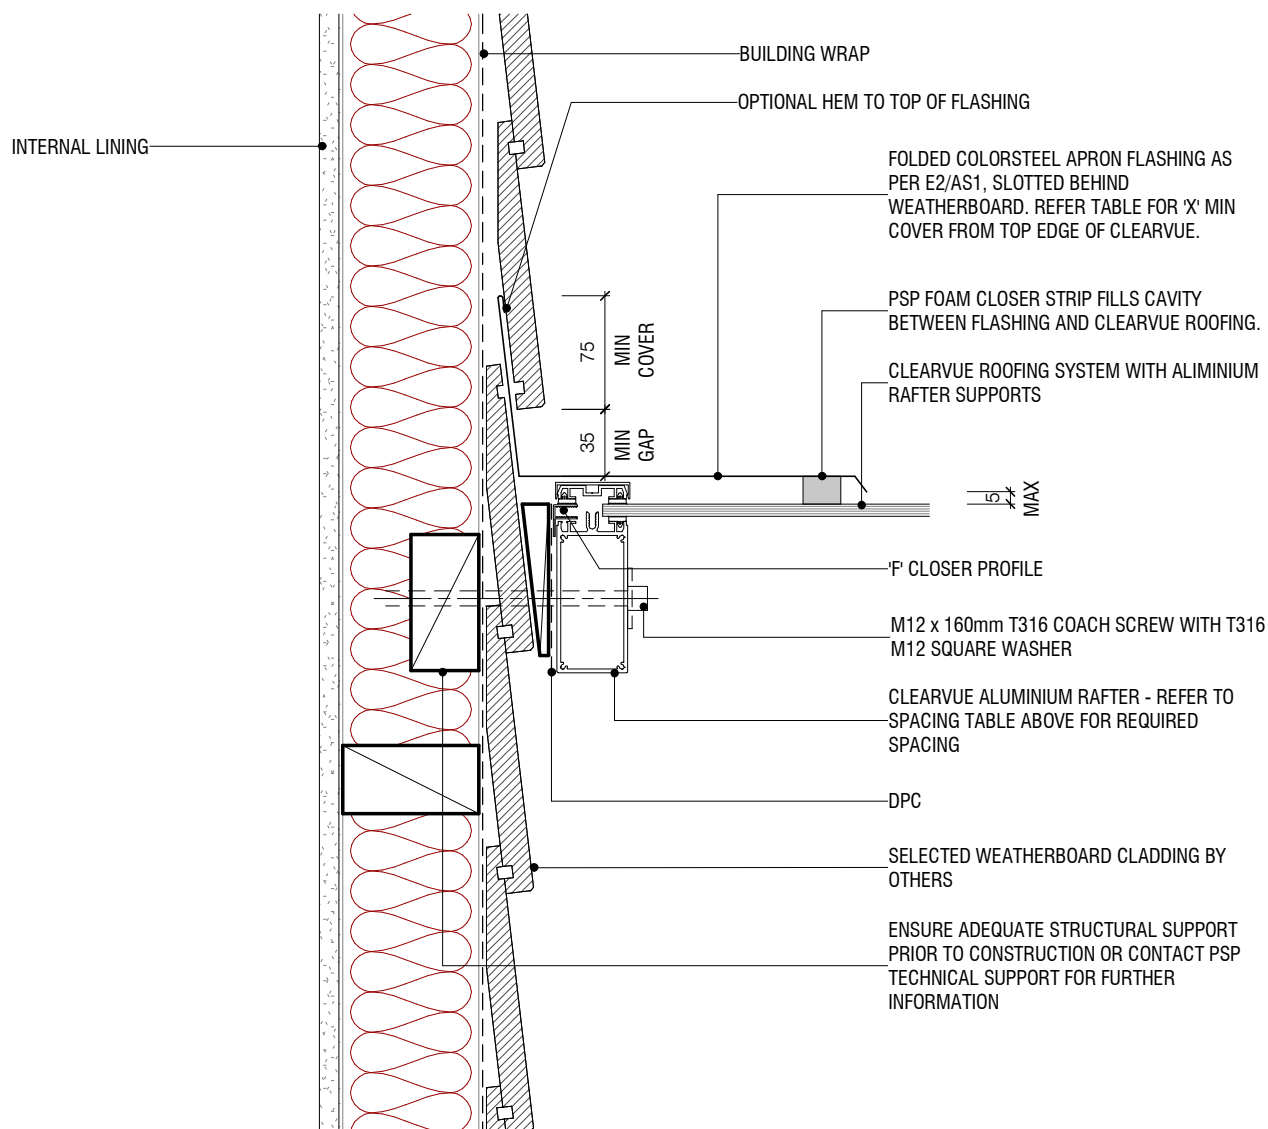 BUILDING WRAP
OPTIONAL HEM TO TOP OF FLASHING
INTERNAL LINING
FOLDED COLORSTEEL APRON FLASHING AS
PER E2/AS1, SLOTTED BEHIND
WEATHERBOARD. REFER TABLE FOR 'X' MIN
COVER FROM TOP EDGE OF CLEARVUE.
PSP FOAM CLOSER STRIP FILLS CAVITY
BETWEEN FLASHING AND CLEARVUE ROOFING.
75
MIN
COVER
CLEARVUE ROOFING SYSTEM WITH ALIMINIUM
RAFTER SUPPORTS
35
MIN
GAP
5
MAX
'F' CLOSER PROFILE
M12 x 160mm T316 COACH SCREW WITH T316
M12 SQUARE WASHER
CLEARVUE ALUMINIUM RAFTER - REFER TO
SPACING TABLE ABOVE FOR REQUIRED
SPACING
DPC
SELECTED WEATHERBOARD CLADDING BY
OTHERS
ENSURE ADEQUATE STRUCTURAL SUPPORT
PRIOR TO CONSTRUCTION OR CONTACT PSP
TECHNICAL SUPPORT FOR FURTHER
INFORMATION